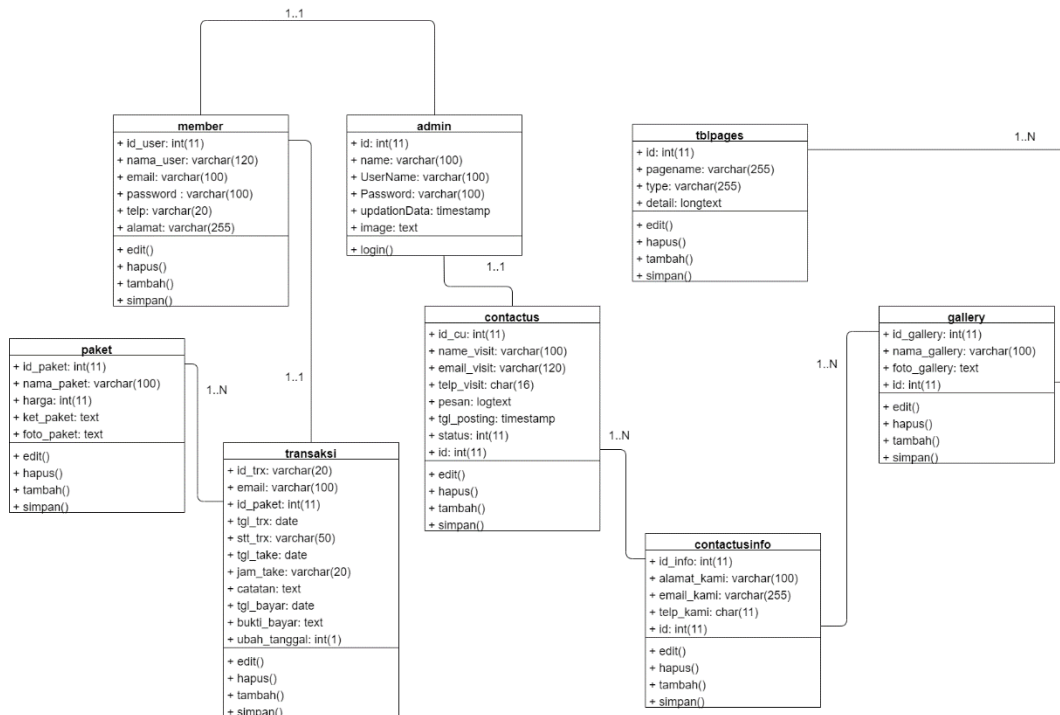 1..1
member
+ id_user: int(11)
+ nama_user: varchar(120)
+ email: varchar(100)
+ password : varchar(100)
+ telp: varchar(20)
+ alamat: varchar(255)
+ edit()
+ hapus()
+ tambah()
+ simpan()
admin
+ id: int(11)
+ name: varchar(100)
+ UserName: varchar(100)
+ Password: varchar(100)
+ updationData: timestamp
+ image: text
+ login()
tblpages
+ id: int(11)
+ pagename: varchar(255)
+ type: varchar(255)
+ detail: longtext
+ edit()
+ hapus()
+ tambah()
+ simpan()
1..N
1..1
contactus
+ id_cu: int(11)
+ name_visit: varchar(100)
+ email_visit: varchar(120)
+ telp_visit: char(16)
+ pesan: logtext
+ tgl_posting: timestamp
+ status: int(11)
+ id: int(11)
+ edit()
+ hapus()
+ tambah()
+ simpan()
gallery
+ id_gallery: int(11)
+ nama_gallery: varchar(100)
+ foto_gallery: text
+ id: int(11)
+ edit()
+ hapus()
+ tambah()
+ simpan()
1..N
paket
+ id_paket: int(11)
+ nama_paket: varchar(100)
+ harga: int(11)
+ ket_paket: text
+ foto_paket: text
+ edit()
+ hapus()
+ tambah()
+ simpan()
1..N
1..1
transaksi
+ id_trx: varchar(20)
+ email: varchar(100)
+ id_paket: int(11)
+ tgl_trx: date
+ stt_trx: varchar(50)
+ tgl_take: date
+ jam_take: varchar(20)
+ catatan: text
+ tgl_bayar: date
+ bukti_bayar: text
+ ubah_tanggal: int(1)
+ edit()
+ hapus()
+ tambah()
+ simpan()
1..N
contactusinfo
+ id_info: int(11)
+ alamat_kami: varchar(100)
+ email_kami: varchar(255)
+ telp_kami: char(11)
+ id: int(11)
+ edit()
+ hapus()
+ tambah()
+ simpan()